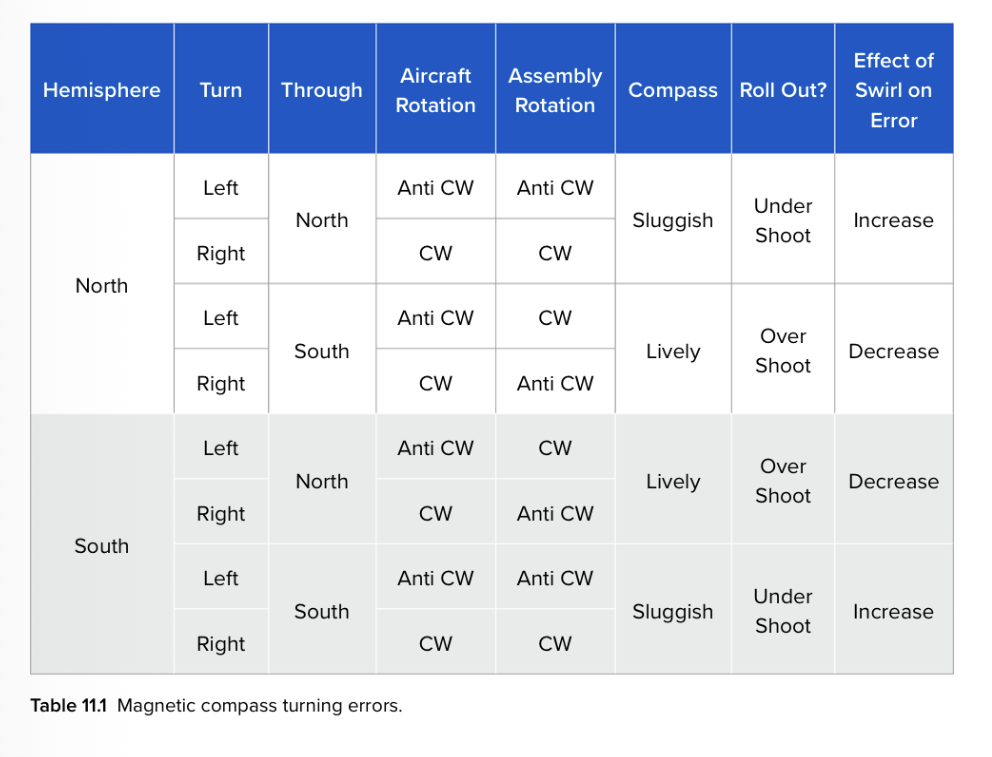 Hemisphere Turn Through Aircraft Rotation Assembly Rotation Compass Roll Out? Effect of Swirl on Error
North Left North Anti CW Anti CW Sluggish Under Shoot Increase
Right CW CW
Left South Anti CW CW Lively Over Shoot Decrease
Right CW Anti CW
South Left North Anti CW CW Lively Over Shoot Decrease
Right CW Anti CW
Left South Anti CW Anti CW Sluggish Under Shoot Increase
Right CW CW
Table 11.1 Magnetic compass turning errors.